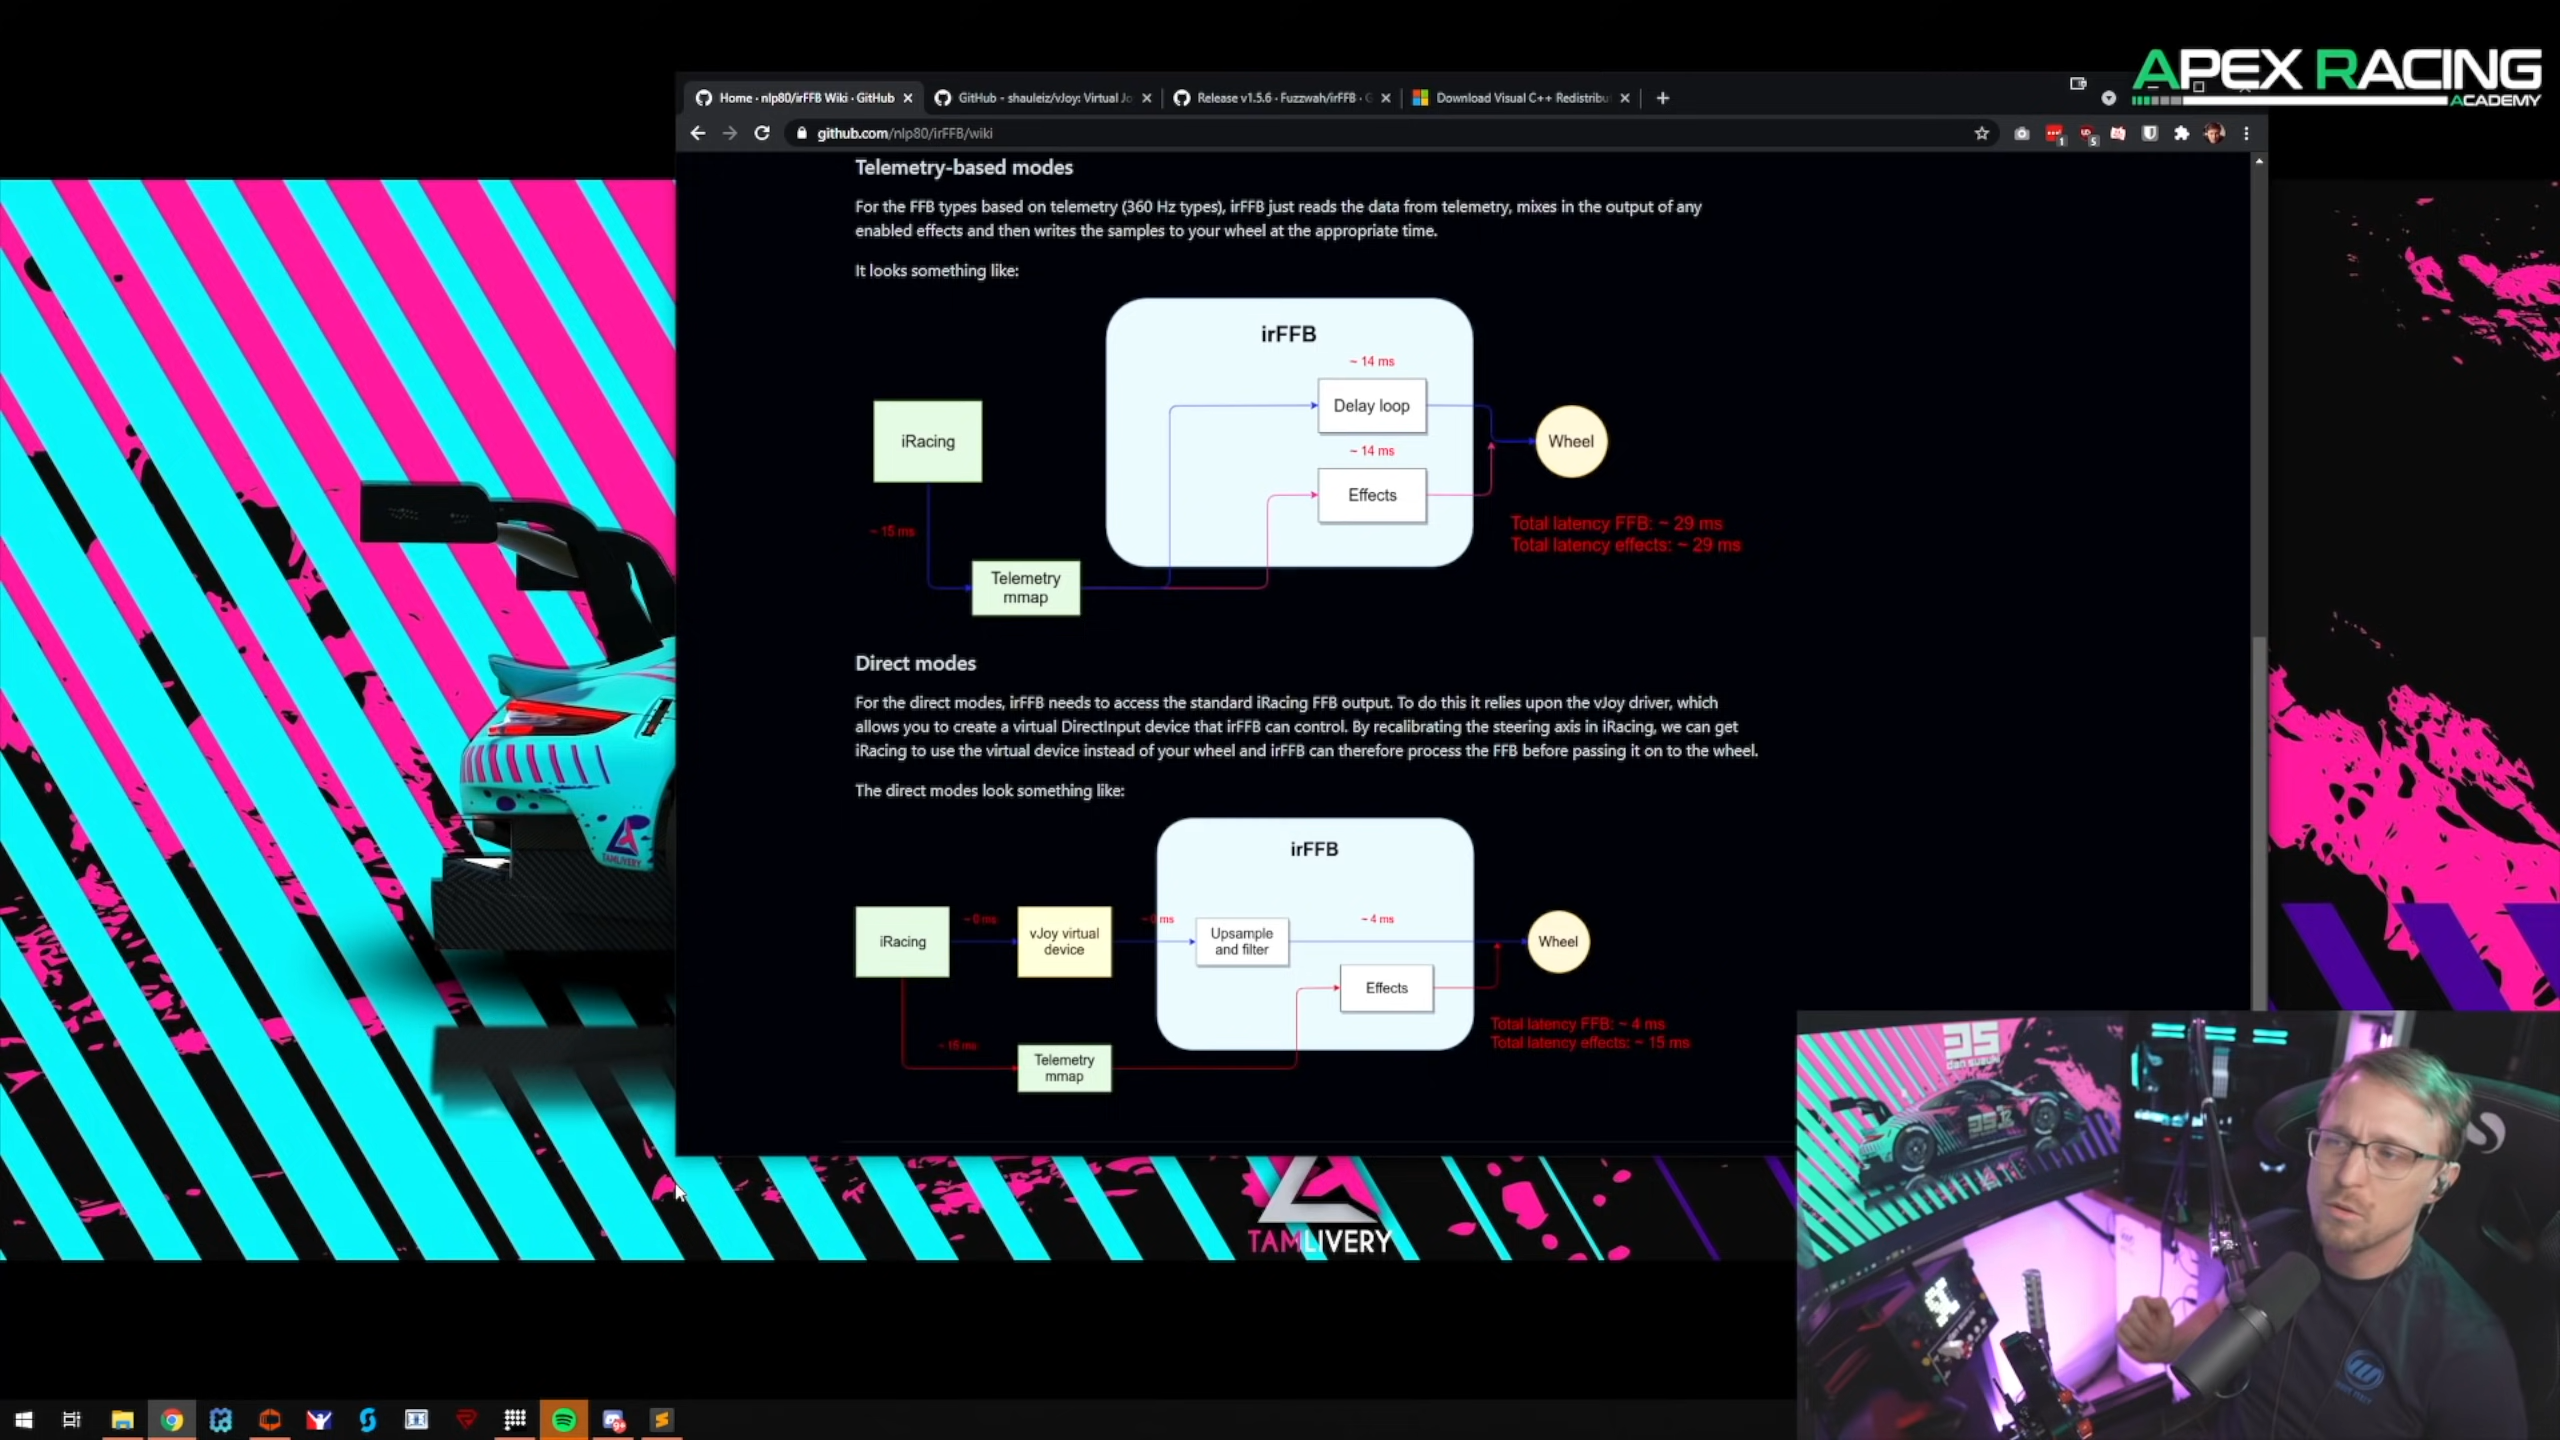 APEX RACING
ACADEMY
Home · nlp80/irFFB Wiki · GitHub
GitHub - shauleiz/vJoy: Virtual Jo
Release v1.5.6 · Fuzzwah/irFFB · G
Download Visual C++ Redistribu
github.com/nlp80/irFFB/wiki
Telemetry-based modes
For the FFB types based on telemetry (360 Hz types), irFFB just reads the data from telemetry, mixes in the output of any
enabled effects and then writes the samples to your wheel at the appropriate time.
It looks something like:
irFFB
~ 14 ms
Delay loop
iRacing
Wheel
~ 14 ms
Effects
~ 15 ms
Total latency FFB: ~ 29 ms
Total latency effects: ~ 29 ms
Telemetry
mmap
Direct modes
For the direct modes, irFFB needs to access the standard iRacing FFB output. To do this it relies upon the vJoy driver, which
allows you to create a virtual DirectInput device that irFFB can control. By recalibrating the steering axis in iRacing, we can get
iRacing to use the virtual device instead of your wheel and irFFB can therefore process the FFB before passing it on to the wheel.
The direct modes look something like:
irFFB
~ 0 ms
~ 0 ms
~ 4 ms
iRacing
vJoy virtual
device
Upsample
and filter
Wheel
Effects
Total latency FFB: ~ 4 ms
Total latency effects: ~ 15 ms
~ 15 ms
Telemetry
mmap
TAMLIVERY
TAMLIVERY
35
dan suzuki